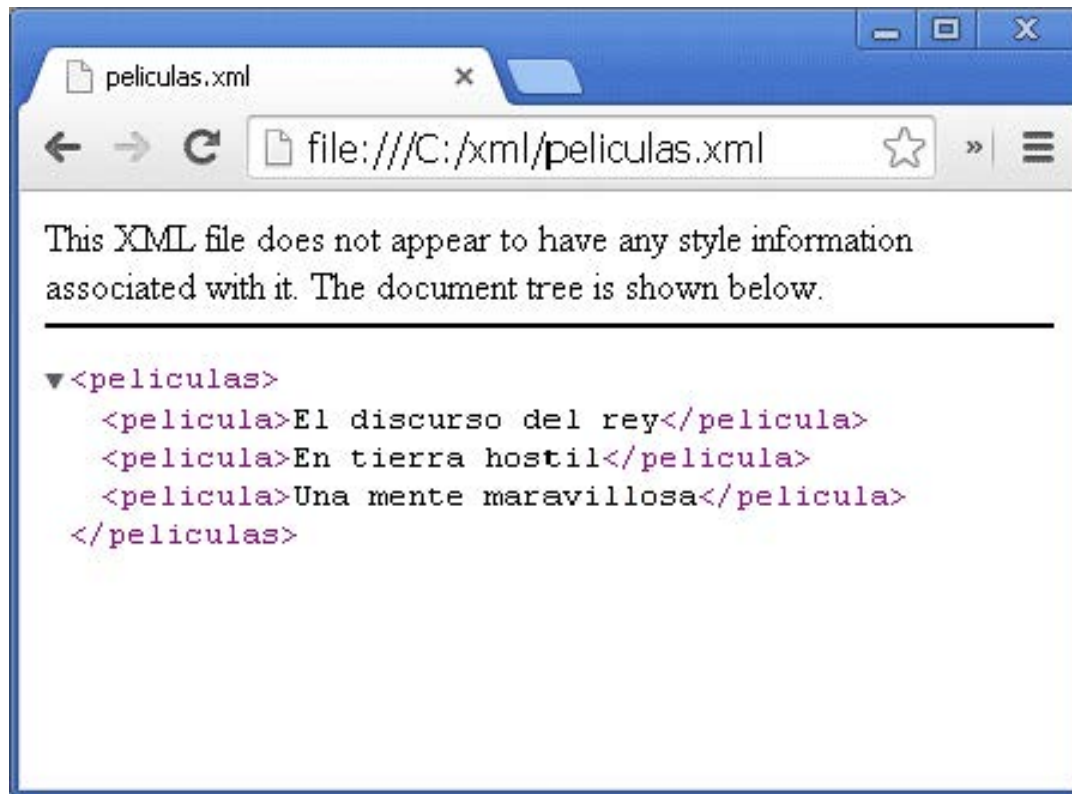 peliculas.xml
file:///C:/xml/peliculas.xml
This XML file does not appear to have any style information
associated with it. The document tree is shown below.
<peliculas>
<pelicula>El discurso del rey</pelicula>
<pelicula>En tierra hostil</pelicula>
<pelicula>Una mente maravillosa</pelicula>
</peliculas>